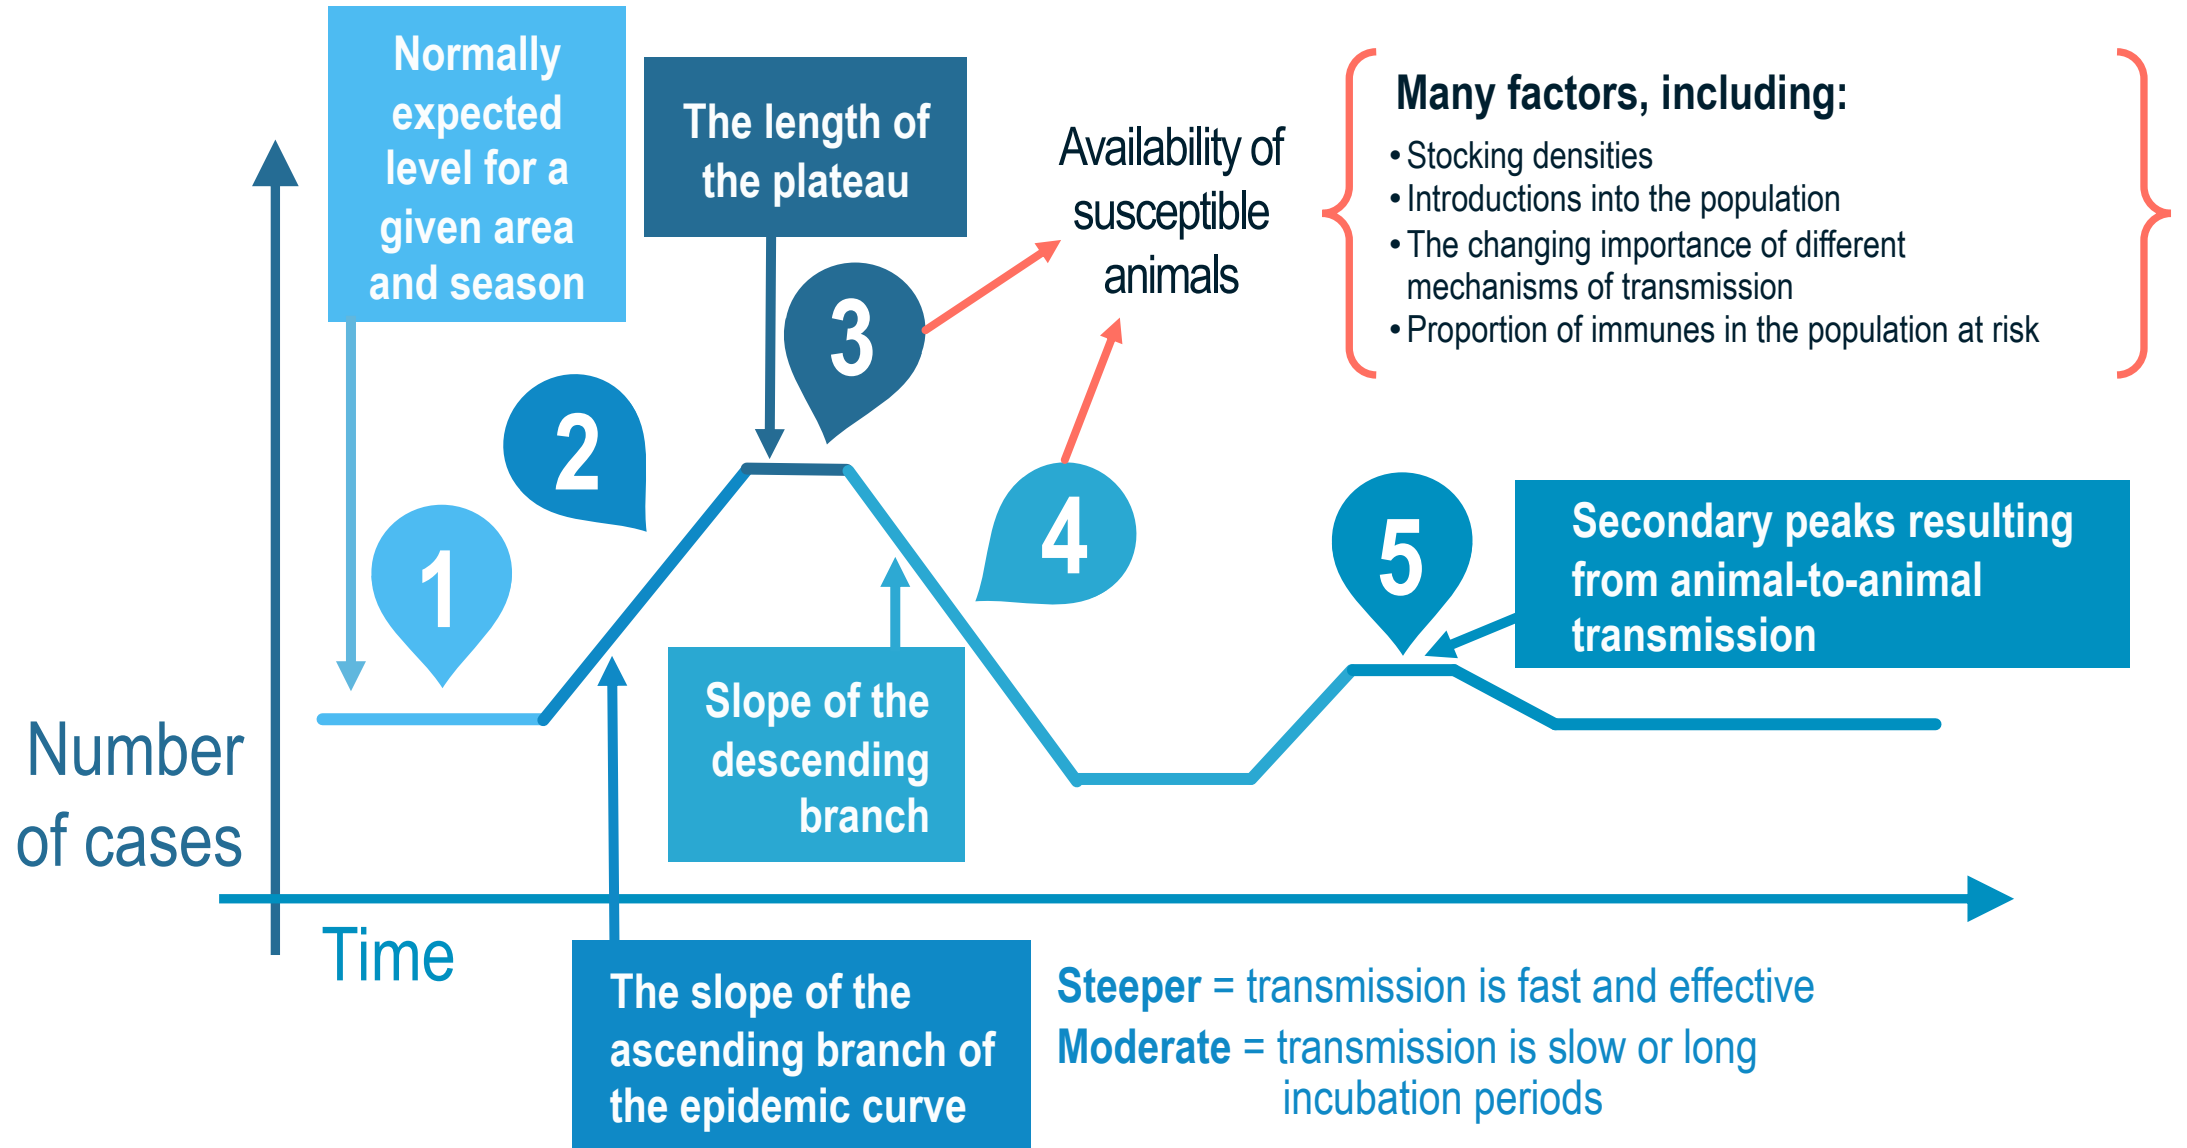 Normally
expected
level for a
given area
and season
The length of
the plateau
Availability of
susceptible
animals
Many factors, including:
• Stocking densities
• Introductions into the population
• The changing importance of different
mechanisms of transmission
• Proportion of immunes in the population at risk
1
2
3
4
5
Secondary peaks resulting
from animal-to-animal
transmission
Slope of the
descending
branch
Number
of cases
Time
The slope of the
ascending branch of
the epidemic curve
Steeper = transmission is fast and effective
Moderate = transmission is slow or long
incubation periods